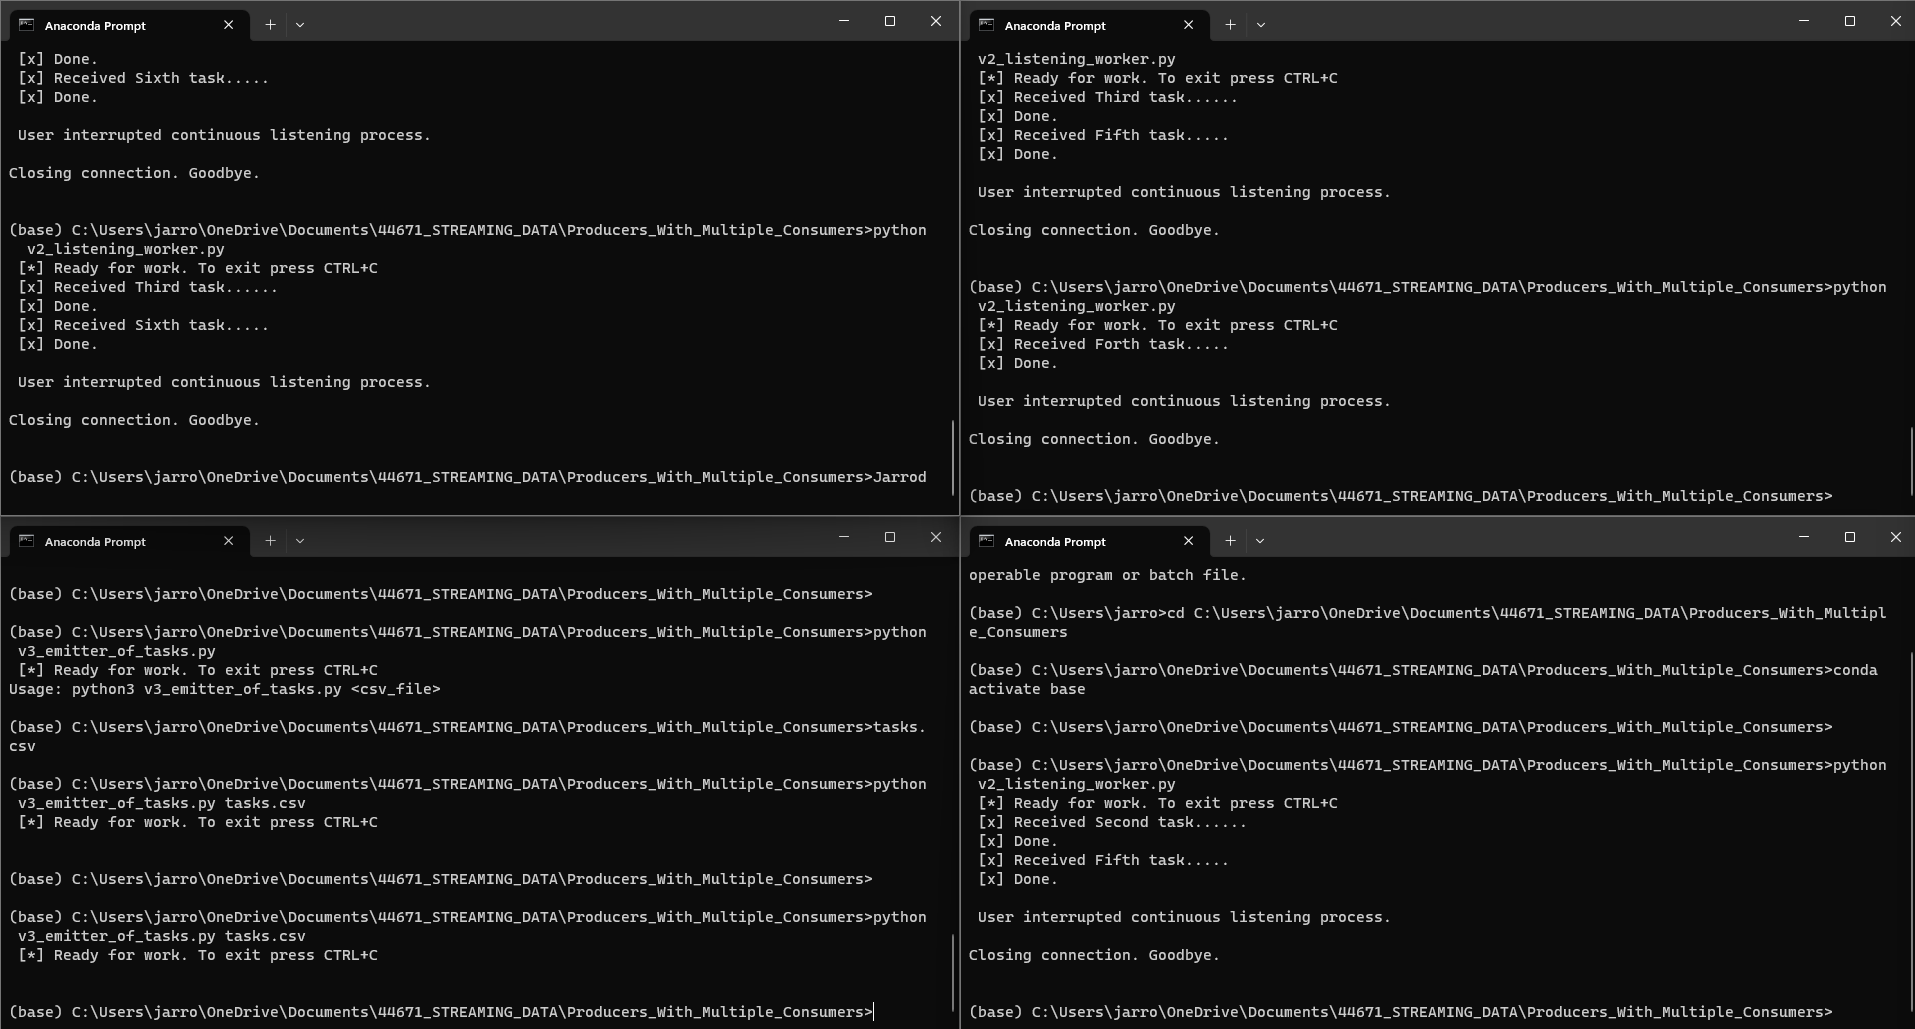 Anaconda Prompt
[x] Done.
[x] Received Sixth task.....
[x] Done.
User interrupted continuous listening process.
Closing connection. Goodbye.
(base) C:\Users\jarro\OneDrive\Documents\44671_STREAMING_DATA\Producers_With_Multiple_Consumers>python
v2_listening_worker.py
[*] Ready for work. To exit press CTRL+C
[x] Received Third task......
[x] Done.
[x] Received Sixth task.....
[x] Done.
User interrupted continuous listening process.
Closing connection. Goodbye.
(base) C:\Users\jarro\OneDrive\Documents\44671_STREAMING_DATA\Producers_With_Multiple_Consumers>Jarrod
Anaconda Prompt
v2_listening_worker.py
[*] Ready for work. To exit press CTRL+C
[x] Received Third task......
[x] Done.
[x] Received Fifth task.....
[x] Done.
User interrupted continuous listening process.
Closing connection. Goodbye.
(base) C:\Users\jarro\OneDrive\Documents\44671_STREAMING_DATA\Producers_With_Multiple_Consumers>python
v2_listening_worker.py
[*] Ready for work. To exit press CTRL+C
[x] Received Forth task.....
[x] Done.
User interrupted continuous listening process.
Closing connection. Goodbye.
(base) C:\Users\jarro\OneDrive\Documents\44671_STREAMING_DATA\Producers_With_Multiple_Consumers>
Anaconda Prompt
(base) C:\Users\jarro\OneDrive\Documents\44671_STREAMING_DATA\Producers_With_Multiple_Consumers>
(base) C:\Users\jarro\OneDrive\Documents\44671_STREAMING_DATA\Producers_With_Multiple_Consumers>python
v3_emitter_of_tasks.py
[*] Ready for work. To exit press CTRL+C
Usage: python3 v3_emitter_of_tasks.py <csv_file>
(base) C:\Users\jarro\OneDrive\Documents\44671_STREAMING_DATA\Producers_With_Multiple_Consumers>tasks.
csv
(base) C:\Users\jarro\OneDrive\Documents\44671_STREAMING_DATA\Producers_With_Multiple_Consumers>python
v3_emitter_of_tasks.py tasks.csv
[*] Ready for work. To exit press CTRL+C
(base) C:\Users\jarro\OneDrive\Documents\44671_STREAMING_DATA\Producers_With_Multiple_Consumers>
(base) C:\Users\jarro\OneDrive\Documents\44671_STREAMING_DATA\Producers_With_Multiple_Consumers>python
v3_emitter_of_tasks.py tasks.csv
[*] Ready for work. To exit press CTRL+C
(base) C:\Users\jarro\OneDrive\Documents\44671_STREAMING_DATA\Producers_With_Multiple_Consumers>
Anaconda Prompt
operable program or batch file.
(base) C:\Users\jarro>cd C:\Users\jarro\OneDrive\Documents\44671_STREAMING_DATA\Producers_With_Multipl
e_Consumers
(base) C:\Users\jarro\OneDrive\Documents\44671_STREAMING_DATA\Producers_With_Multiple_Consumers>conda
activate base
(base) C:\Users\jarro\OneDrive\Documents\44671_STREAMING_DATA\Producers_With_Multiple_Consumers>
(base) C:\Users\jarro\OneDrive\Documents\44671_STREAMING_DATA\Producers_With_Multiple_Consumers>python
v2_listening_worker.py
[*] Ready for work. To exit press CTRL+C
[x] Received Second task......
[x] Done.
[x] Received Fifth task.....
[x] Done.
User interrupted continuous listening process.
Closing connection. Goodbye.
(base) C:\Users\jarro\OneDrive\Documents\44671_STREAMING_DATA\Producers_With_Multiple_Consumers>